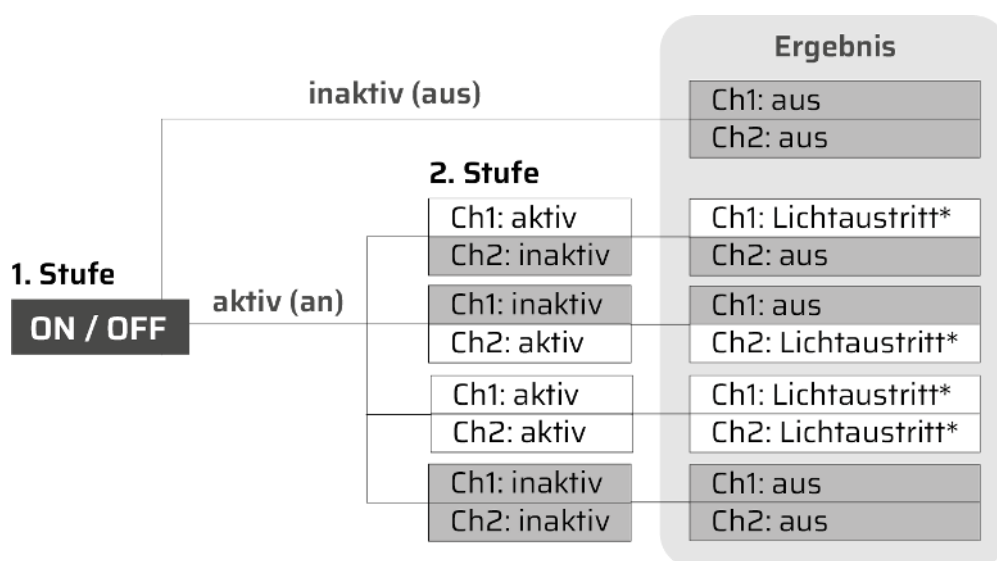 Ergebnis
inaktiv (aus)
Ch1: aus
Ch2: aus
2. Stufe
Ch1: aktiv
Ch2: inaktiv
Ch1: Lichtaustritt*
Ch2: aus
1. Stufe
ON / OFF
aktiv (an)
Ch1: inaktiv
Ch2: aktiv
Ch1: aus
Ch2: Lichtaustritt*
Ch1: aktiv
Ch2: aktiv
Ch1: Lichtaustritt*
Ch2: Lichtaustritt*
Ch1: inaktiv
Ch2: inaktiv
Ch1: aus
Ch2: aus